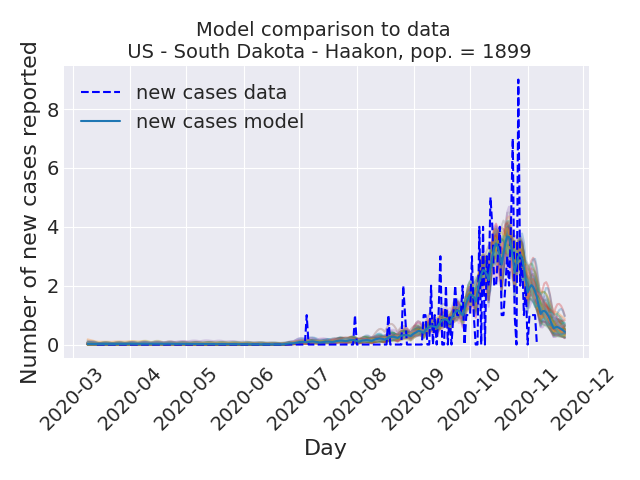 Model comparison to data
US - South Dakota - Haakon, pop. = 1899
Number of new cases reported
new cases data
new cases model
8
6
4
2
0
2020-03
2020-04
2020-05
2020-06
2020-07
2020-08
2020-09
2020-10
2020-11
2020-12
Day